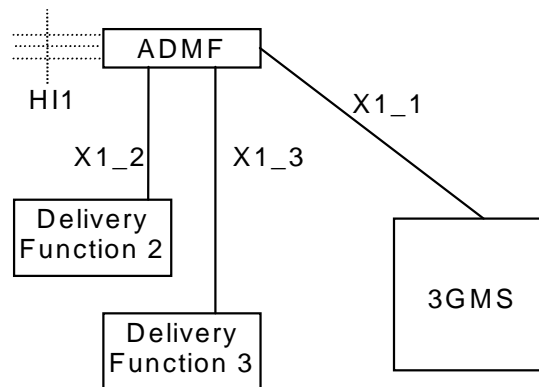 ADMF
HI1
X1_1
X1_2
X1_3
Delivery
Function 2
3GMS
Delivery
Function 3